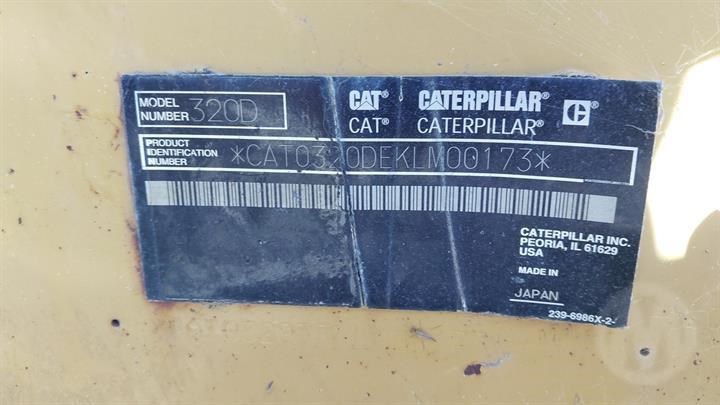 MODEL
NUMBER 320D
CAT® CATERPILLAR® C®
CAT® CATERPILLAR®
PRODUCT
IDENTIFICATION
NUMBER *CAT0320DEKLM00173*
CATERPILLAR INC.
PEORIA, IL 61629
USA
MADE IN
JAPAN
239-6986X-2-